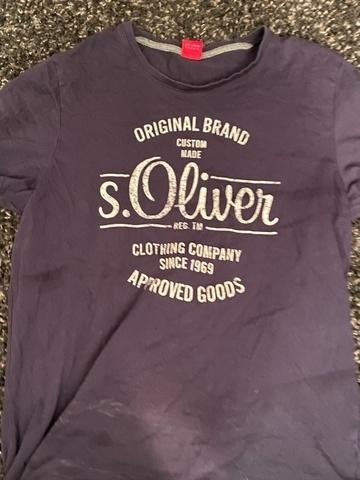 ORIGINAL BRAND
CUSTOM
MADE
s.Oliver
REG. TM
CLOTHING COMPANY
SINCE 1969
APPROVED GOODS